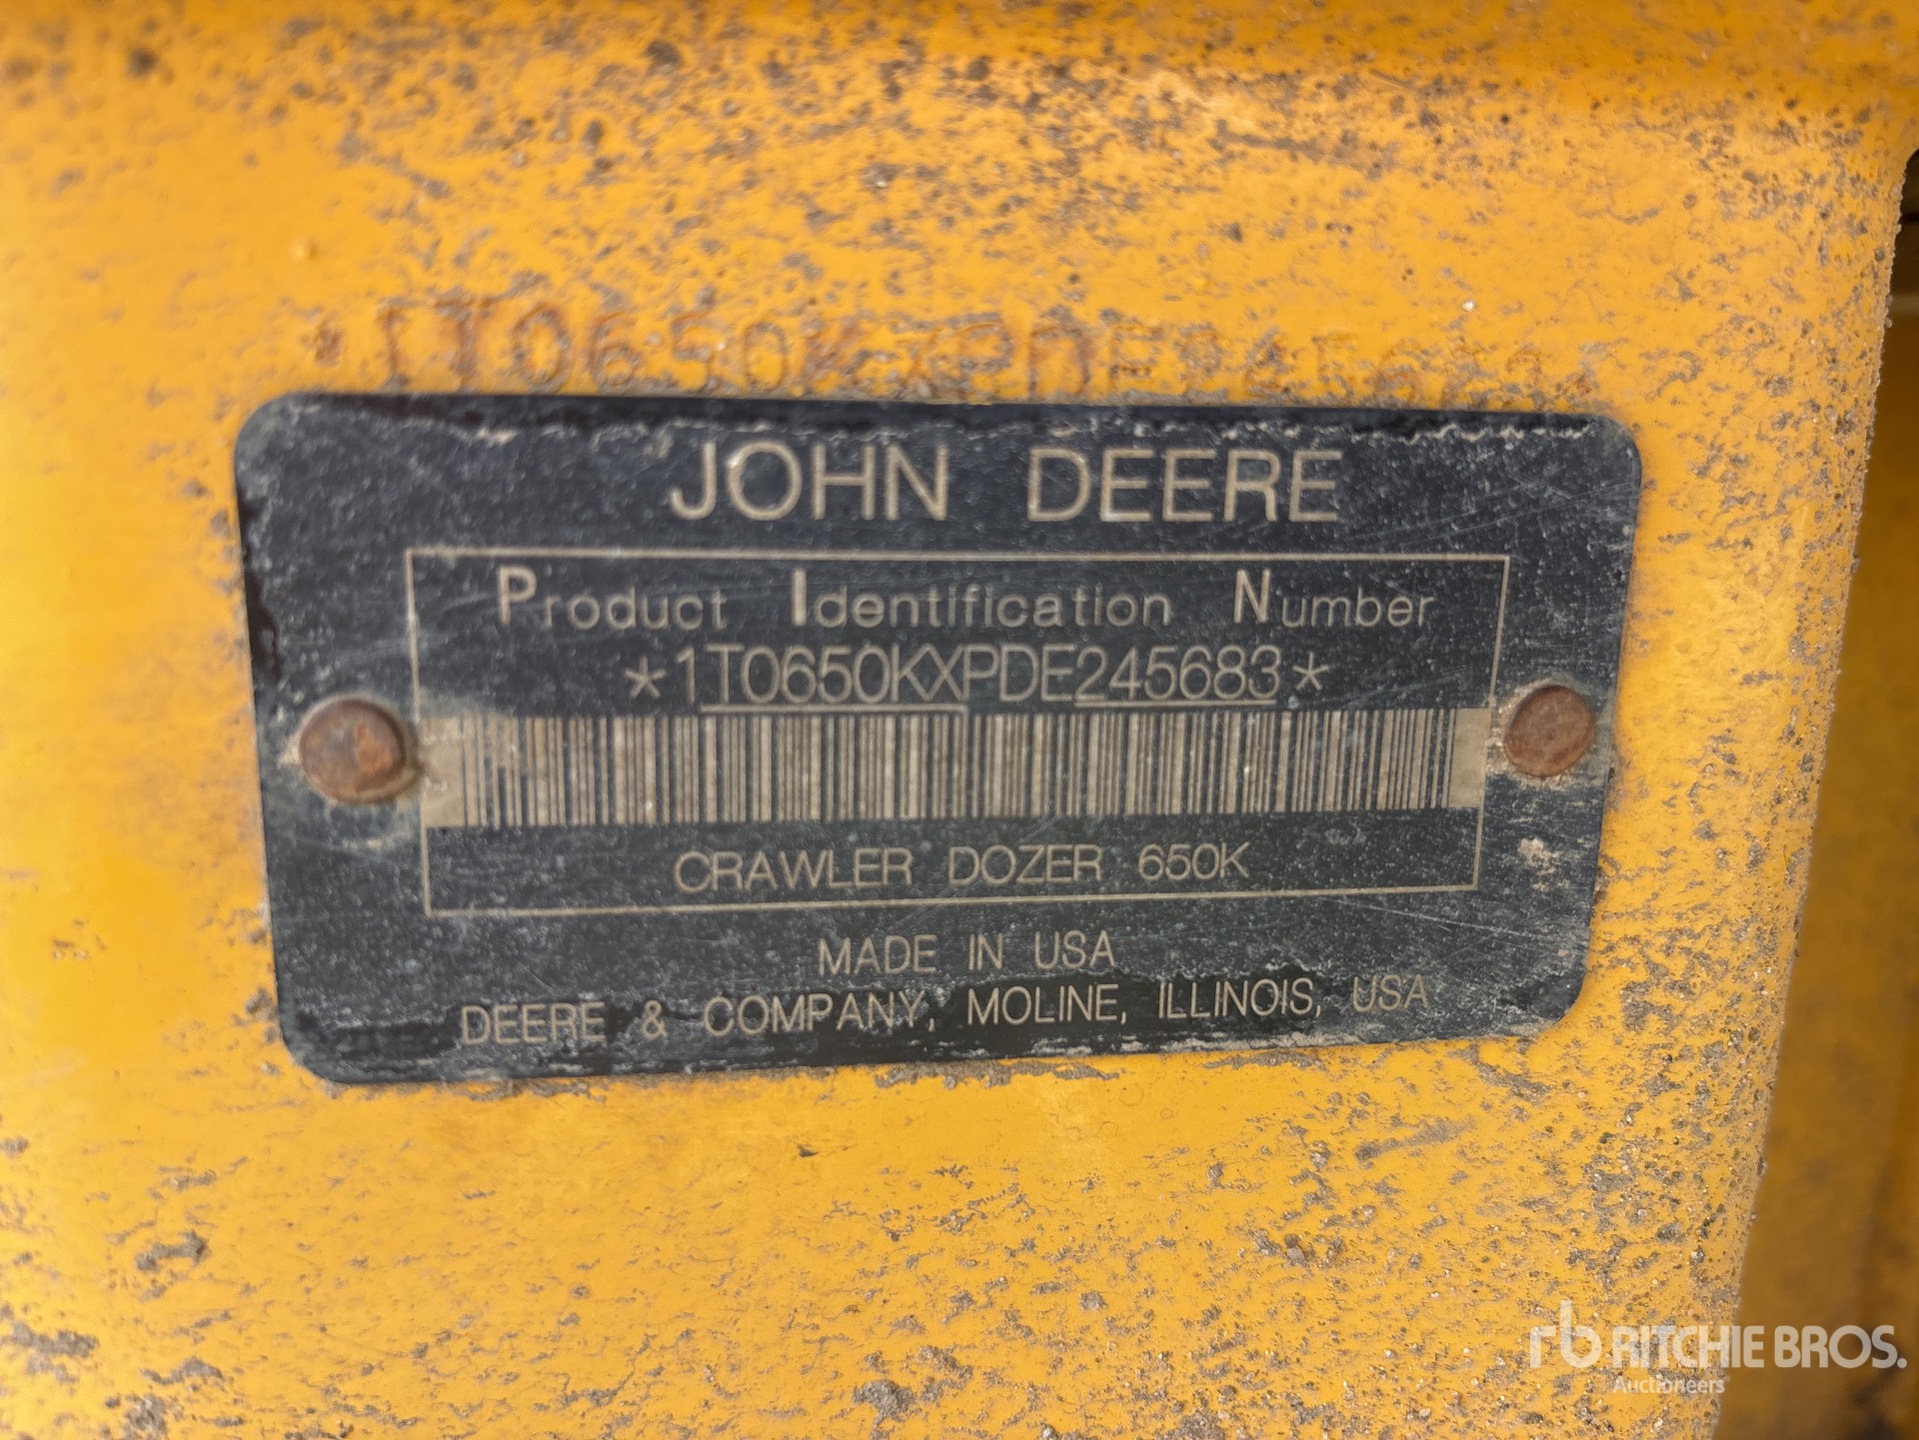 JOHN DEERE
Product Identification Number
*1T0650KXPDE245683*
CRAWLER DOZER 650K
MADE IN USA
DEERE & COMPANY, MOLINE, ILLINOIS, USA
rb RITCHIE BROS.
Auctioneers